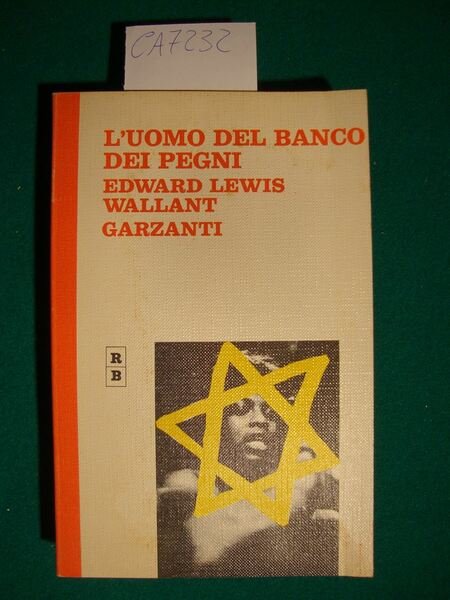 CA7232
L'UOMO DEL BANCO
DEI PEGNI
EDWARD LEWIS
WALLANT
GARZANTI
R
B